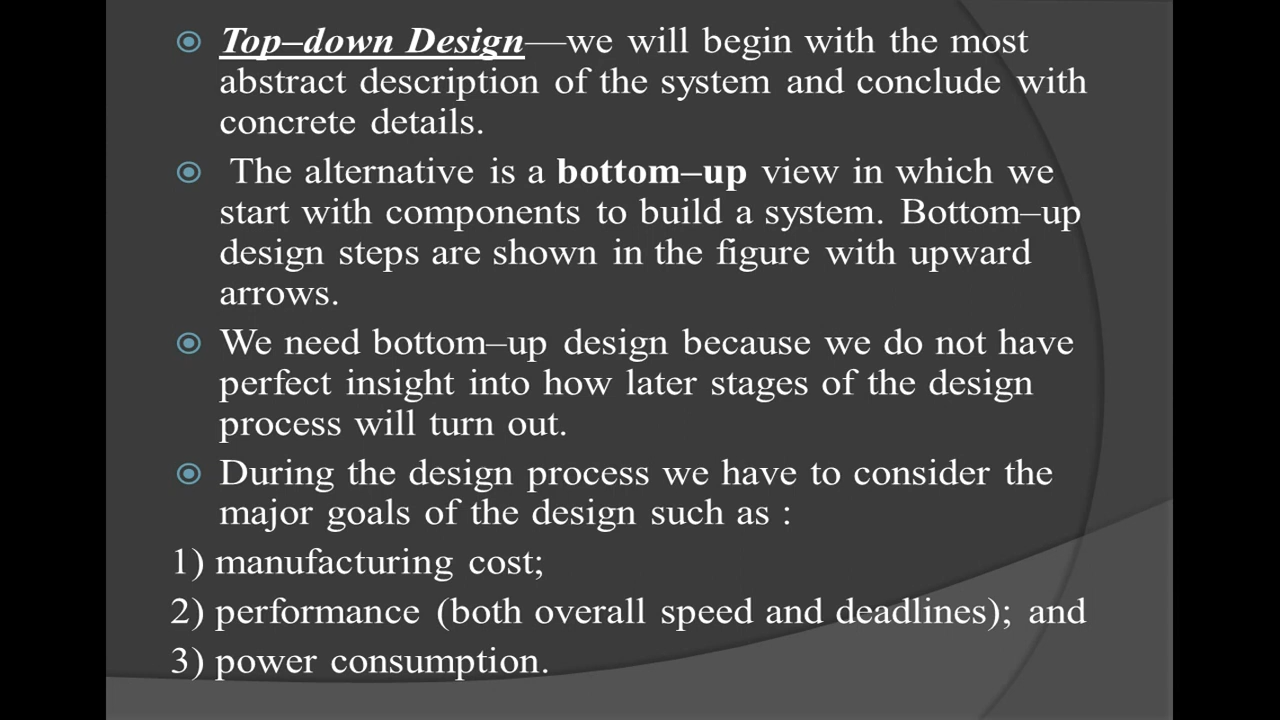 Top–down Design—we will begin with the most
abstract description of the system and conclude with
concrete details.
The alternative is a bottom–up view in which we
start with components to build a system. Bottom–up
design steps are shown in the figure with upward
arrows.
We need bottom–up design because we do not have
perfect insight into how later stages of the design
process will turn out.
During the design process we have to consider the
major goals of the design such as :
1) manufacturing cost;
2) performance (both overall speed and deadlines); and
3) power consumption.